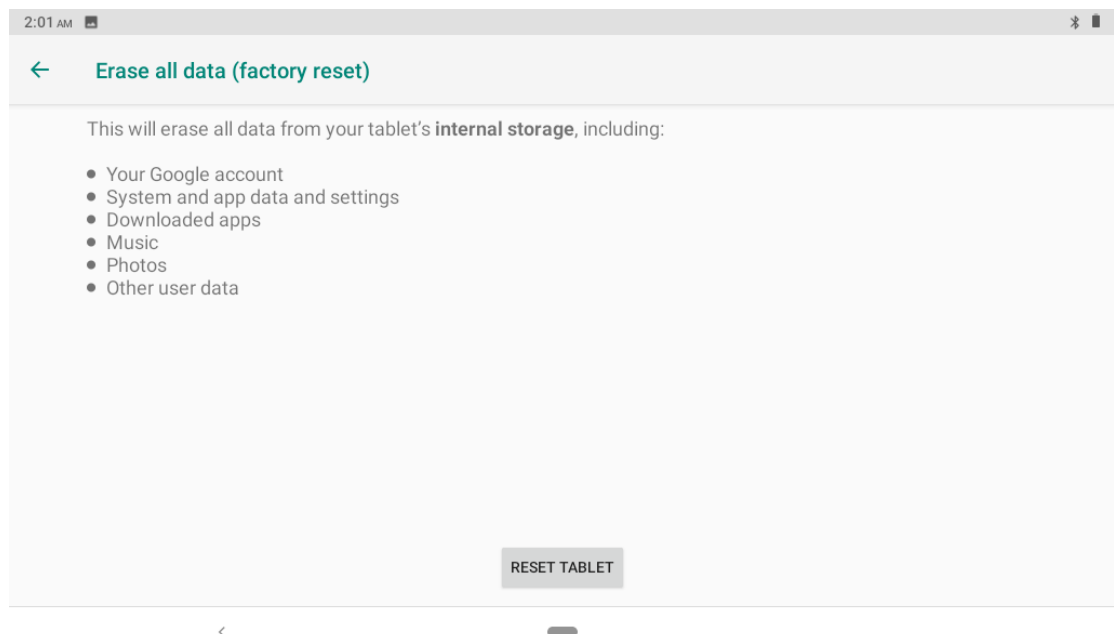 2:01 AM
Erase all data (factory reset)
This will erase all data from your tablet's internal storage, including:
• Your Google account
• System and app data and settings
• Downloaded apps
• Music
• Photos
• Other user data
RESET TABLET